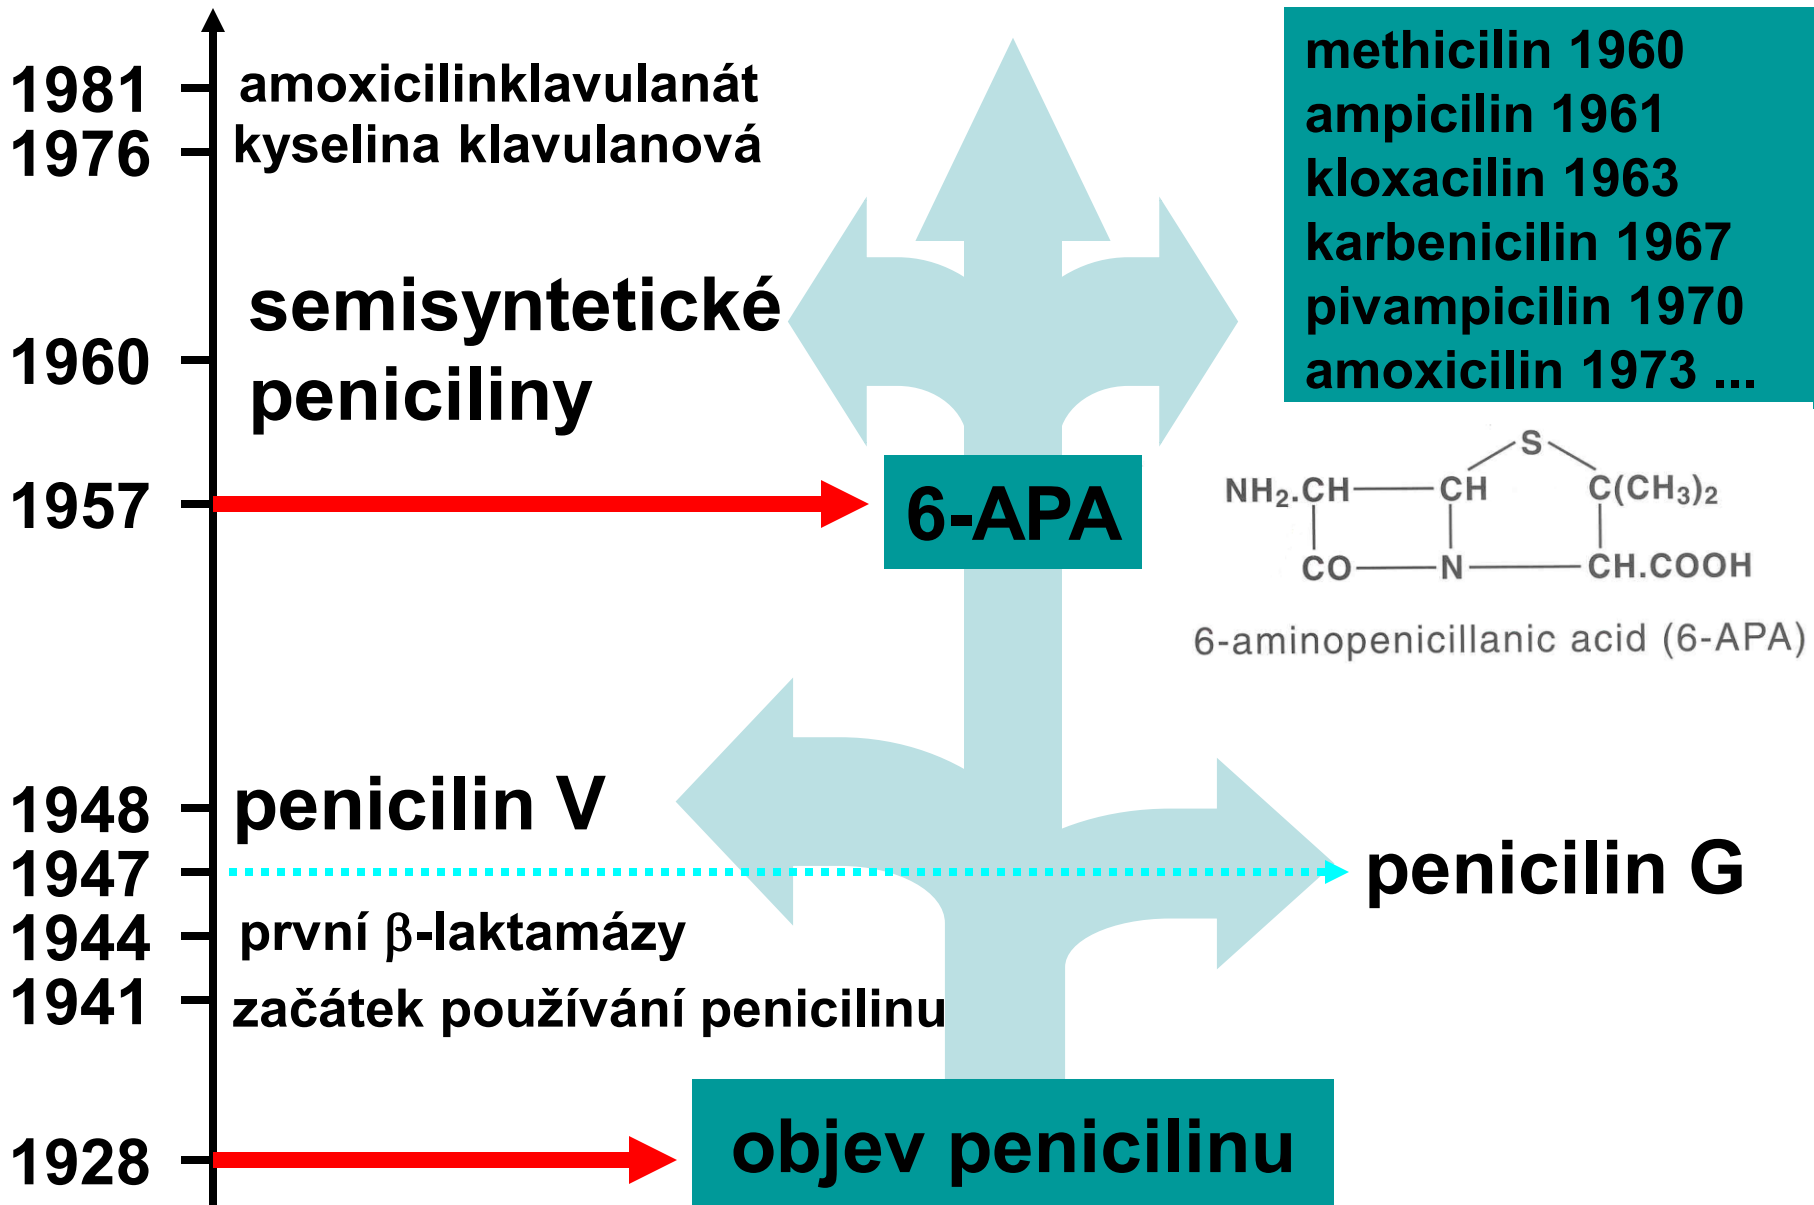 1981 amoxicilinklavulanát
1976 kyselina klavulanová
semisyntetické
1960
peniciliny
1957
6-APA
1948 penicilin V
1947
penicilin G
1944 první β-laktamázy
1941 začátek používání penicilinu
1928
objev penicilinu
methicilin 1960
ampicilin 1961
kloxacilin 1963
karbenicilin 1967
pivampicilin 1970
amoxicilin 1973 ...
S
NH₂.CH CH C(CH₃)₂
CO N CH.COOH
6-aminopenicillanic acid (6-APA)